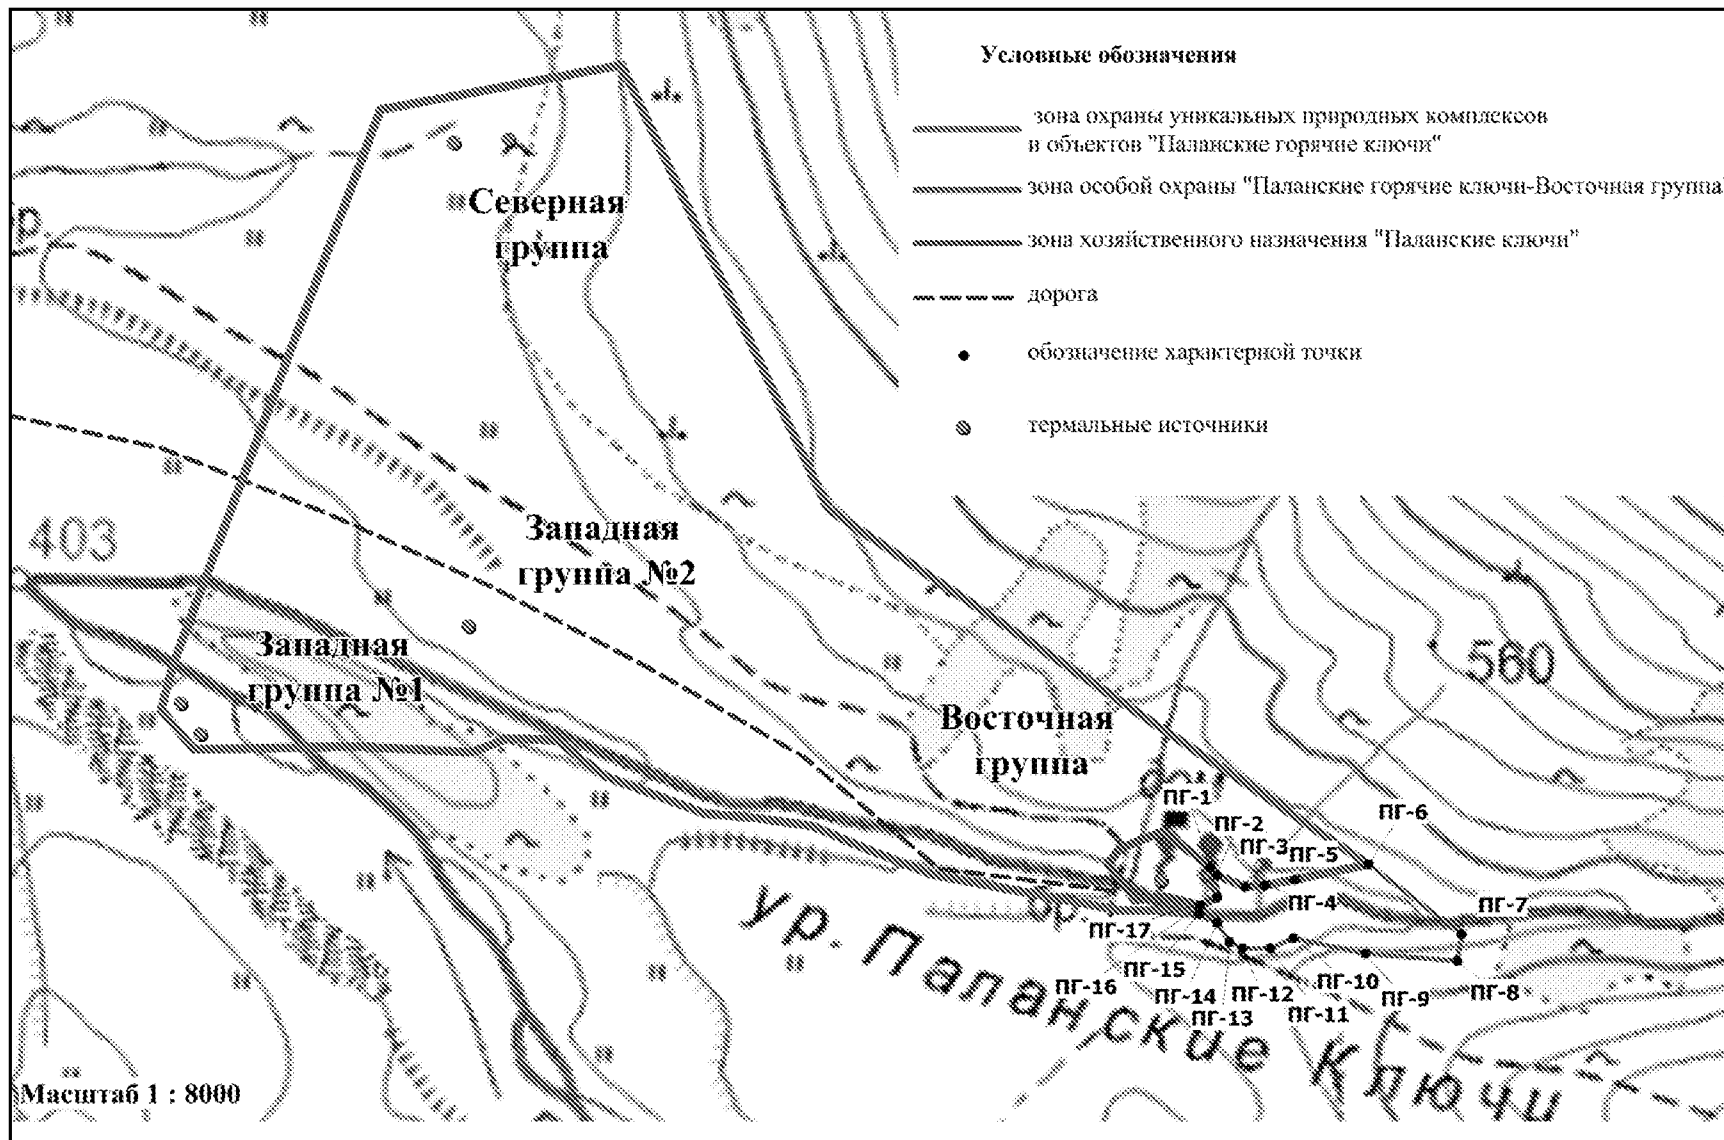 Условные обозначения
зона охраны уникальных природных комплексов
и объектов "Паланские горячие ключи"
зона особой охраны "Паланские горячие ключи-Восточная группа"
зона хозяйственного назначения "Паланские ключи"
дорога
обозначение характерной точки
термальные источники
Северная
группа
р.
403
Западная
группа №2
Западная
группа №1
560
Восточная
группа
ПГ-1
ПГ-2
ПГ-3
ПГ-5
ПГ-6
ПГ-4
ПГ-7
ПГ-17
ПГ-15
ПГ-16
ПГ-14
ПГ-13
ПГ-12
ПГ-10
ПГ-11
ПГ-9
ПГ-8
ур. Паланские Ключи
Масштаб 1 : 8000